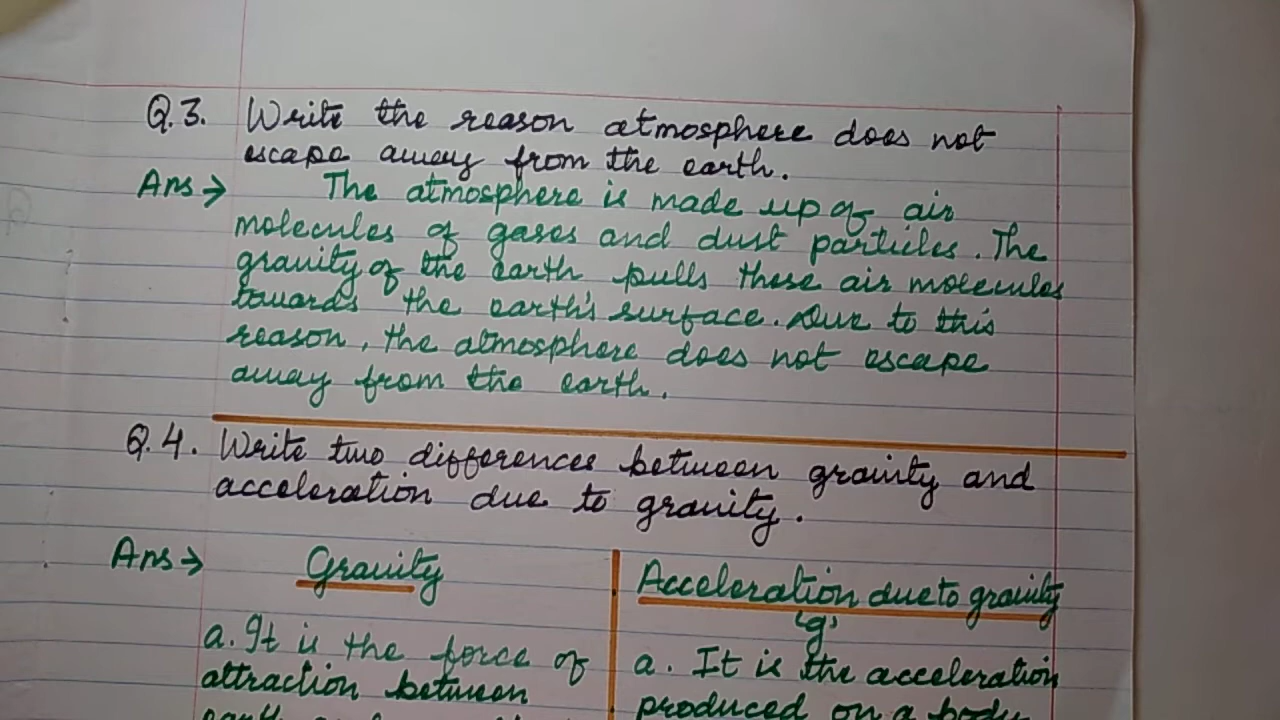 Q.3. Write the reason atmosphere does not
escape away from the earth.
Ans → The atmosphere is made up of air
molecules of gases and dust particles. The
gravity of the earth pulls these air molecules
towards the earth's surface. Due to this
reason, the atmosphere does not escape
away from the earth.
Q.4. Write two differences between gravity and
acceleration due to gravity.
Ans → Gravity
Acceleration due to gravity
'g'
a. It is the force of
attraction between
a. It is the acceleration
produced on a body